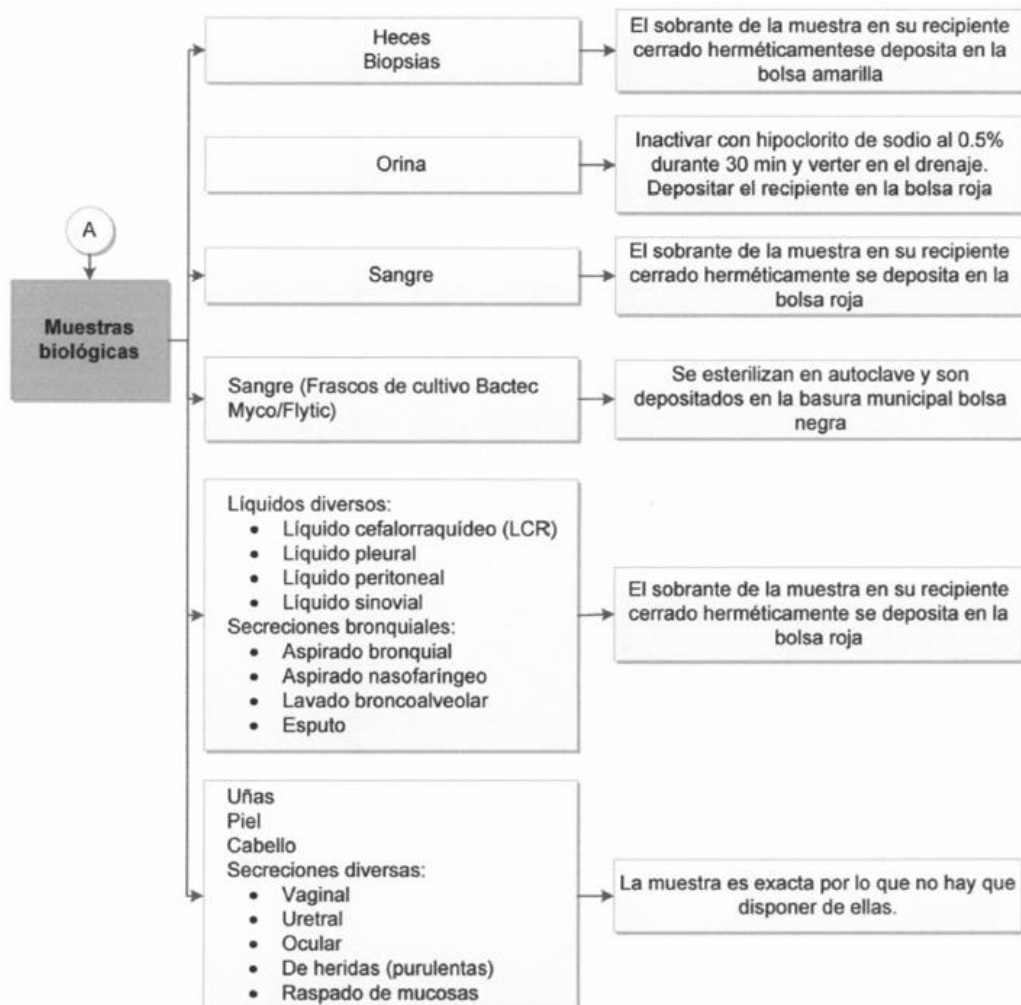 Heces
Biopsias
El sobrante de la muestra en su recipiente
cerrado herméticamentese deposita en la
bolsa amarilla
Orina
Inactivar con hipoclorito de sodio al 0.5%
durante 30 min y verter en el drenaje.
Depositar el recipiente en la bolsa roja
A
Muestras
biológicas
Sangre
El sobrante de la muestra en su recipiente
cerrado herméticamente se deposita en la
bolsa roja
Sangre (Frascos de cultivo Bactec
Myco/Flytic)
Se esterilizan en autoclave y son
depositados en la basura municipal bolsa
negra
Líquidos diversos:
• Líquido cefalorraquídeo (LCR)
• Líquido pleural
• Líquido peritoneal
• Líquido sinovial
Secreciones bronquiales:
• Aspirado bronquial
• Aspirado nasofaríngeo
• Lavado broncoalveolar
• Esputo
El sobrante de la muestra en su recipiente
cerrado herméticamente se deposita en la
bolsa roja
Uñas
Piel
Cabello
Secreciones diversas:
• Vaginal
• Uretral
• Ocular
• De heridas (purulentas)
• Raspado de mucosas
La muestra es exacta por lo que no hay que
disponer de ellas.